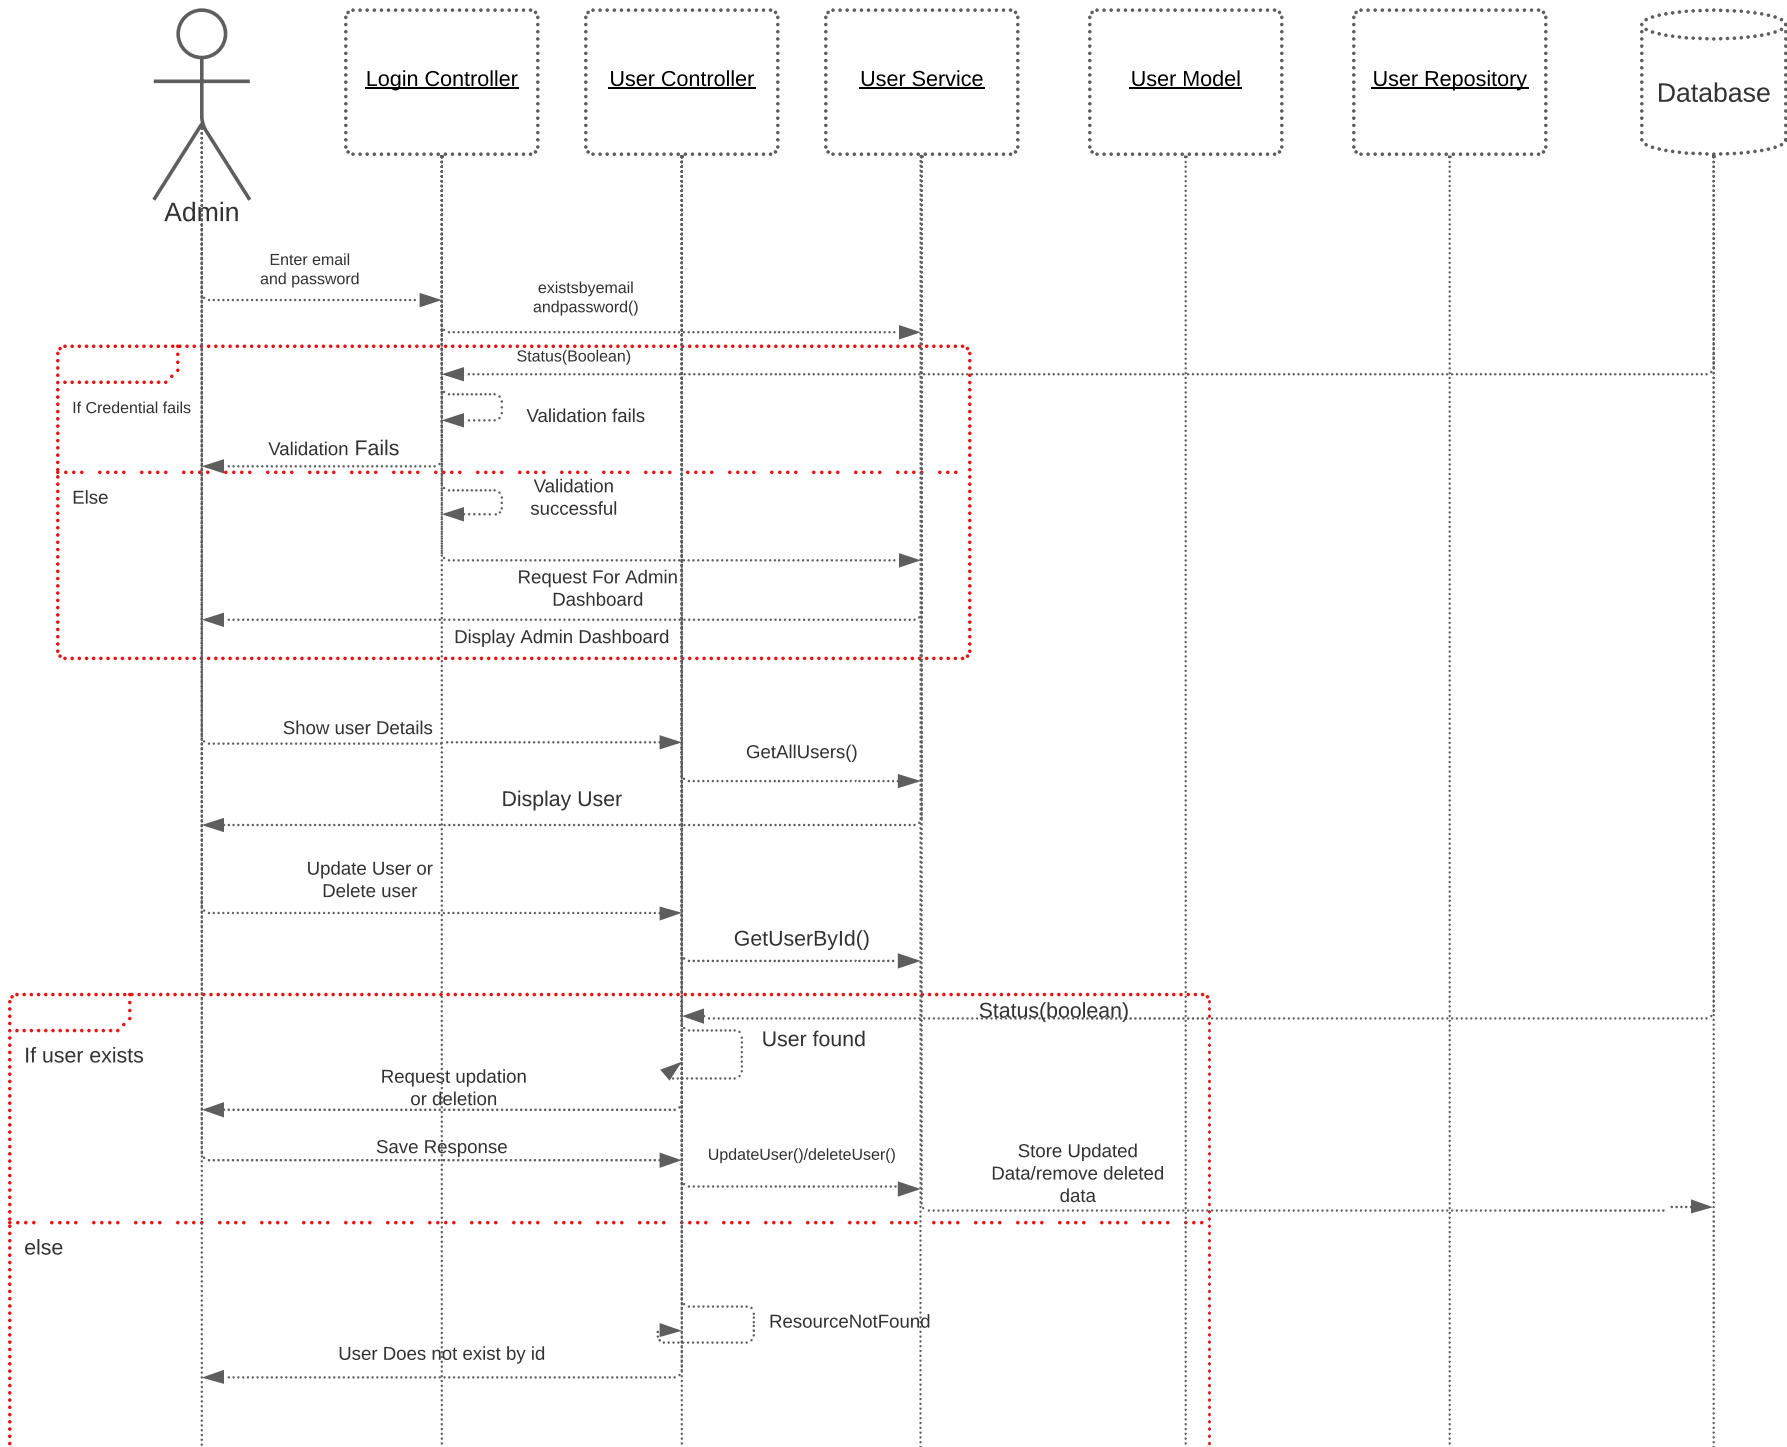 Login Controller
User Controller
User Service
User Model
User Repository
Database
Admin
Enter email
and password
existsbyemail
andpassword()
Status(Boolean)
If Credential fails
Validation fails
Validation Fails
Else
Validation
successful
Request For Admin
Dashboard
Display Admin Dashboard
Show user Details
GetAllUsers()
Display User
Update User or
Delete user
GetUserById()
Status(boolean)
User found
If user exists
Request updation
or deletion
Save Response
UpdateUser()/deleteUser()
Store Updated
Data/remove deleted
data
else
ResourceNotFound
User Does not exist by id